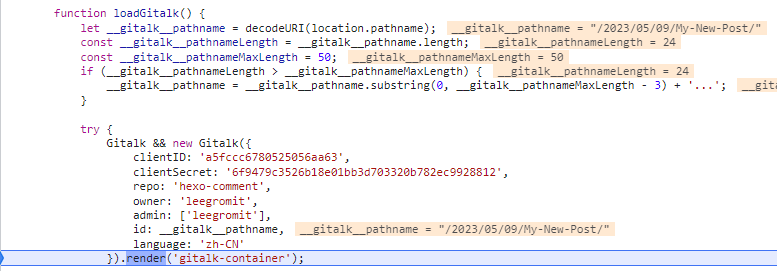 function loadGitalk() {
let __gitalk__pathname = decodeURI(location.pathname); __gitalk__pathname = "/2023/05/09/My-New-Post/"
const __gitalk__pathnameLength = __gitalk__pathname.length; __gitalk__pathnameLength = 24
const __gitalk__pathnameMaxLength = 50; __gitalk__pathnameMaxLength = 50
if (__gitalk__pathnameLength > __gitalk__pathnameMaxLength) { __gitalk__pathnameLength = 24
__gitalk__pathname = __gitalk__pathname.substring(0, __gitalk__pathnameMaxLength - 3) + '...'; __gita
}
try {
Gitalk && new Gitalk({
clientID: 'a5fccc6780525056aa63',
clientSecret: '6f9479c3526b18e01bb3d703320b782ec9928812',
repo: 'hexo-comment',
owner: 'leegromit',
admin: ['leegromit'],
id: __gitalk__pathname, __gitalk__pathname = "/2023/05/09/My-New-Post/"
language: 'zh-CN'
}).render('gitalk-container');